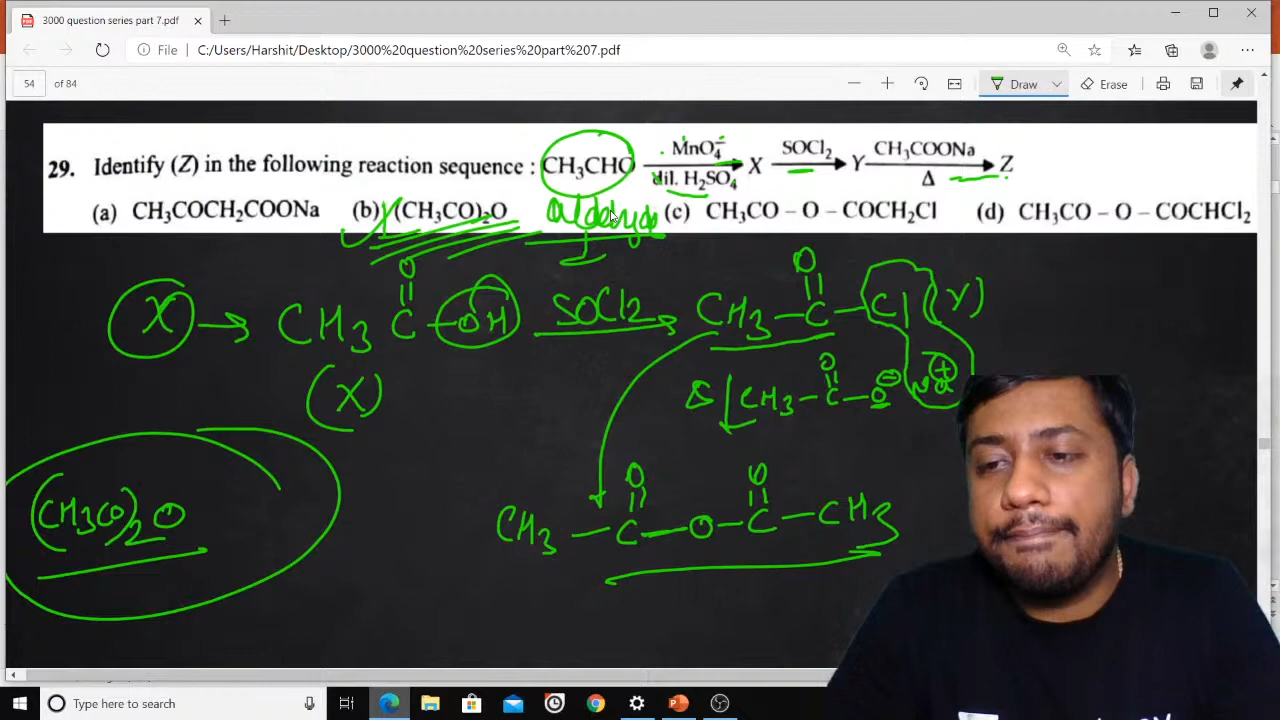 3000 question series part 7.pdf
File C:/Users/Harshit/Desktop/3000%20question%20series%20part%207.pdf
54 of 84 Draw Erase
29. Identify (Z) in the following reaction sequence : CH₃CHO MnO₄⁻ dil. H₂SO₄ X SOCl₂ Y CH₃COONa Δ Z
(a) CH₃COCH₂COONa (b) (CH₃CO)₂O (c) CH₃CO – O – COCH₂Cl (d) CH₃CO – O – COCHCl₂
aldehyde
X → CH3 – C – OH SOCl2 CH3 – C – Cl (Y)
O O
(X)
Δ CH3 – C – O⊖ Na⊕
O
(CH3CO)2O
CH3 – C – O – C – CH3
O O
Type here to search